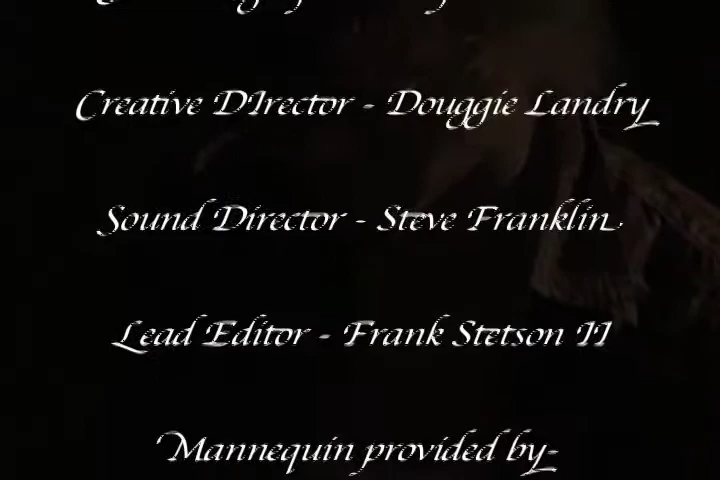 Creative DIrector - Douggie Landry
Sound Director - Steve Franklin
Lead Editor - Frank Stetson II
Mannequin provided by-